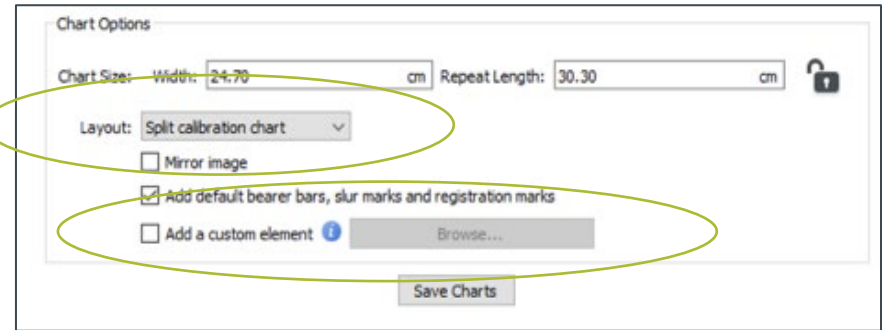 Chart Options
Chart Size: Width: 24.70 cm Repeat Length: 30.30 cm
Layout: Split calibration chart
Mirror image
Add default bearer bars, slur marks and registration marks
Add a custom element i Browse...
Save Charts